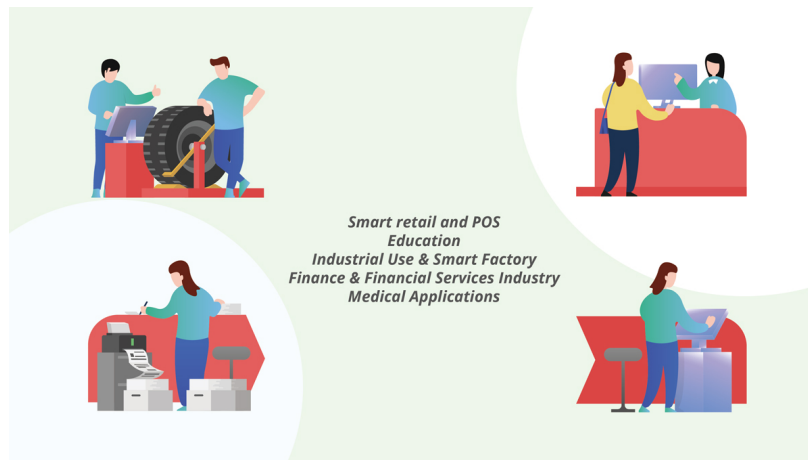 Smart retail and POS
Education
Industrial Use & Smart Factory
Finance & Financial Services Industry
Medical Applications